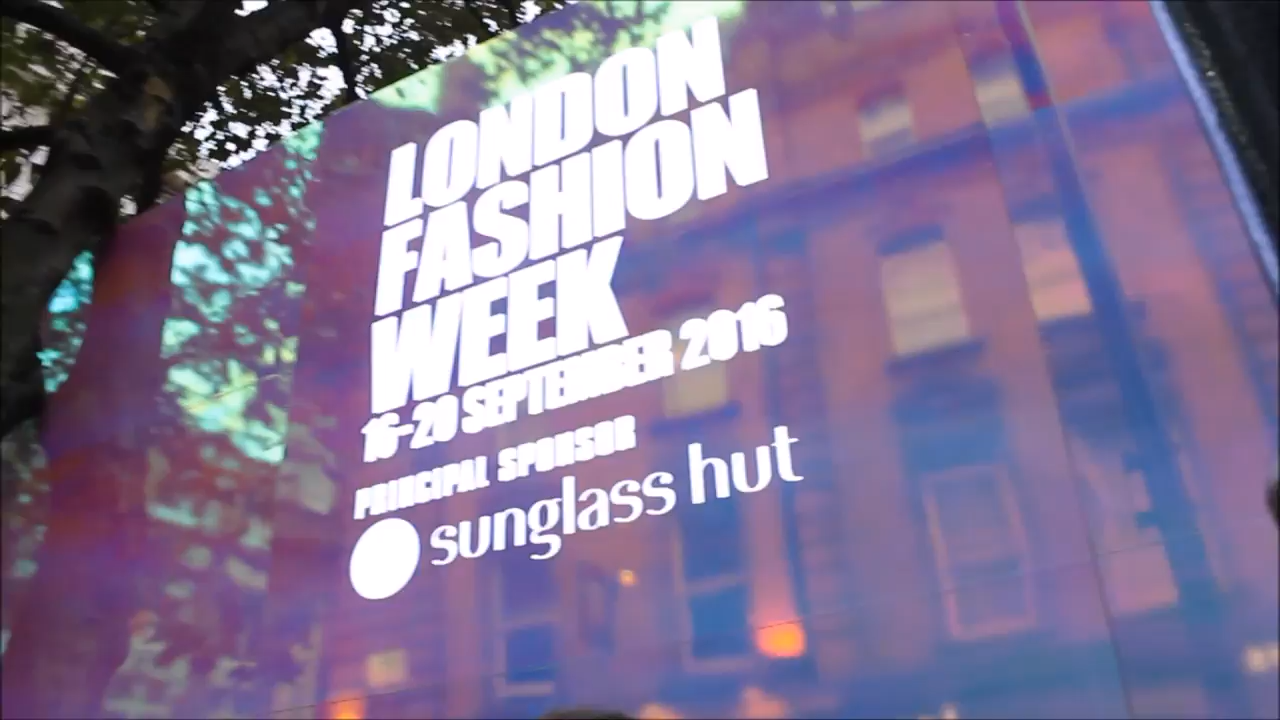 LONDON
FASHION
WEEK
16-20 SEPTEMBER 2016
PRINCIPAL SPONSOR
sunglass hut